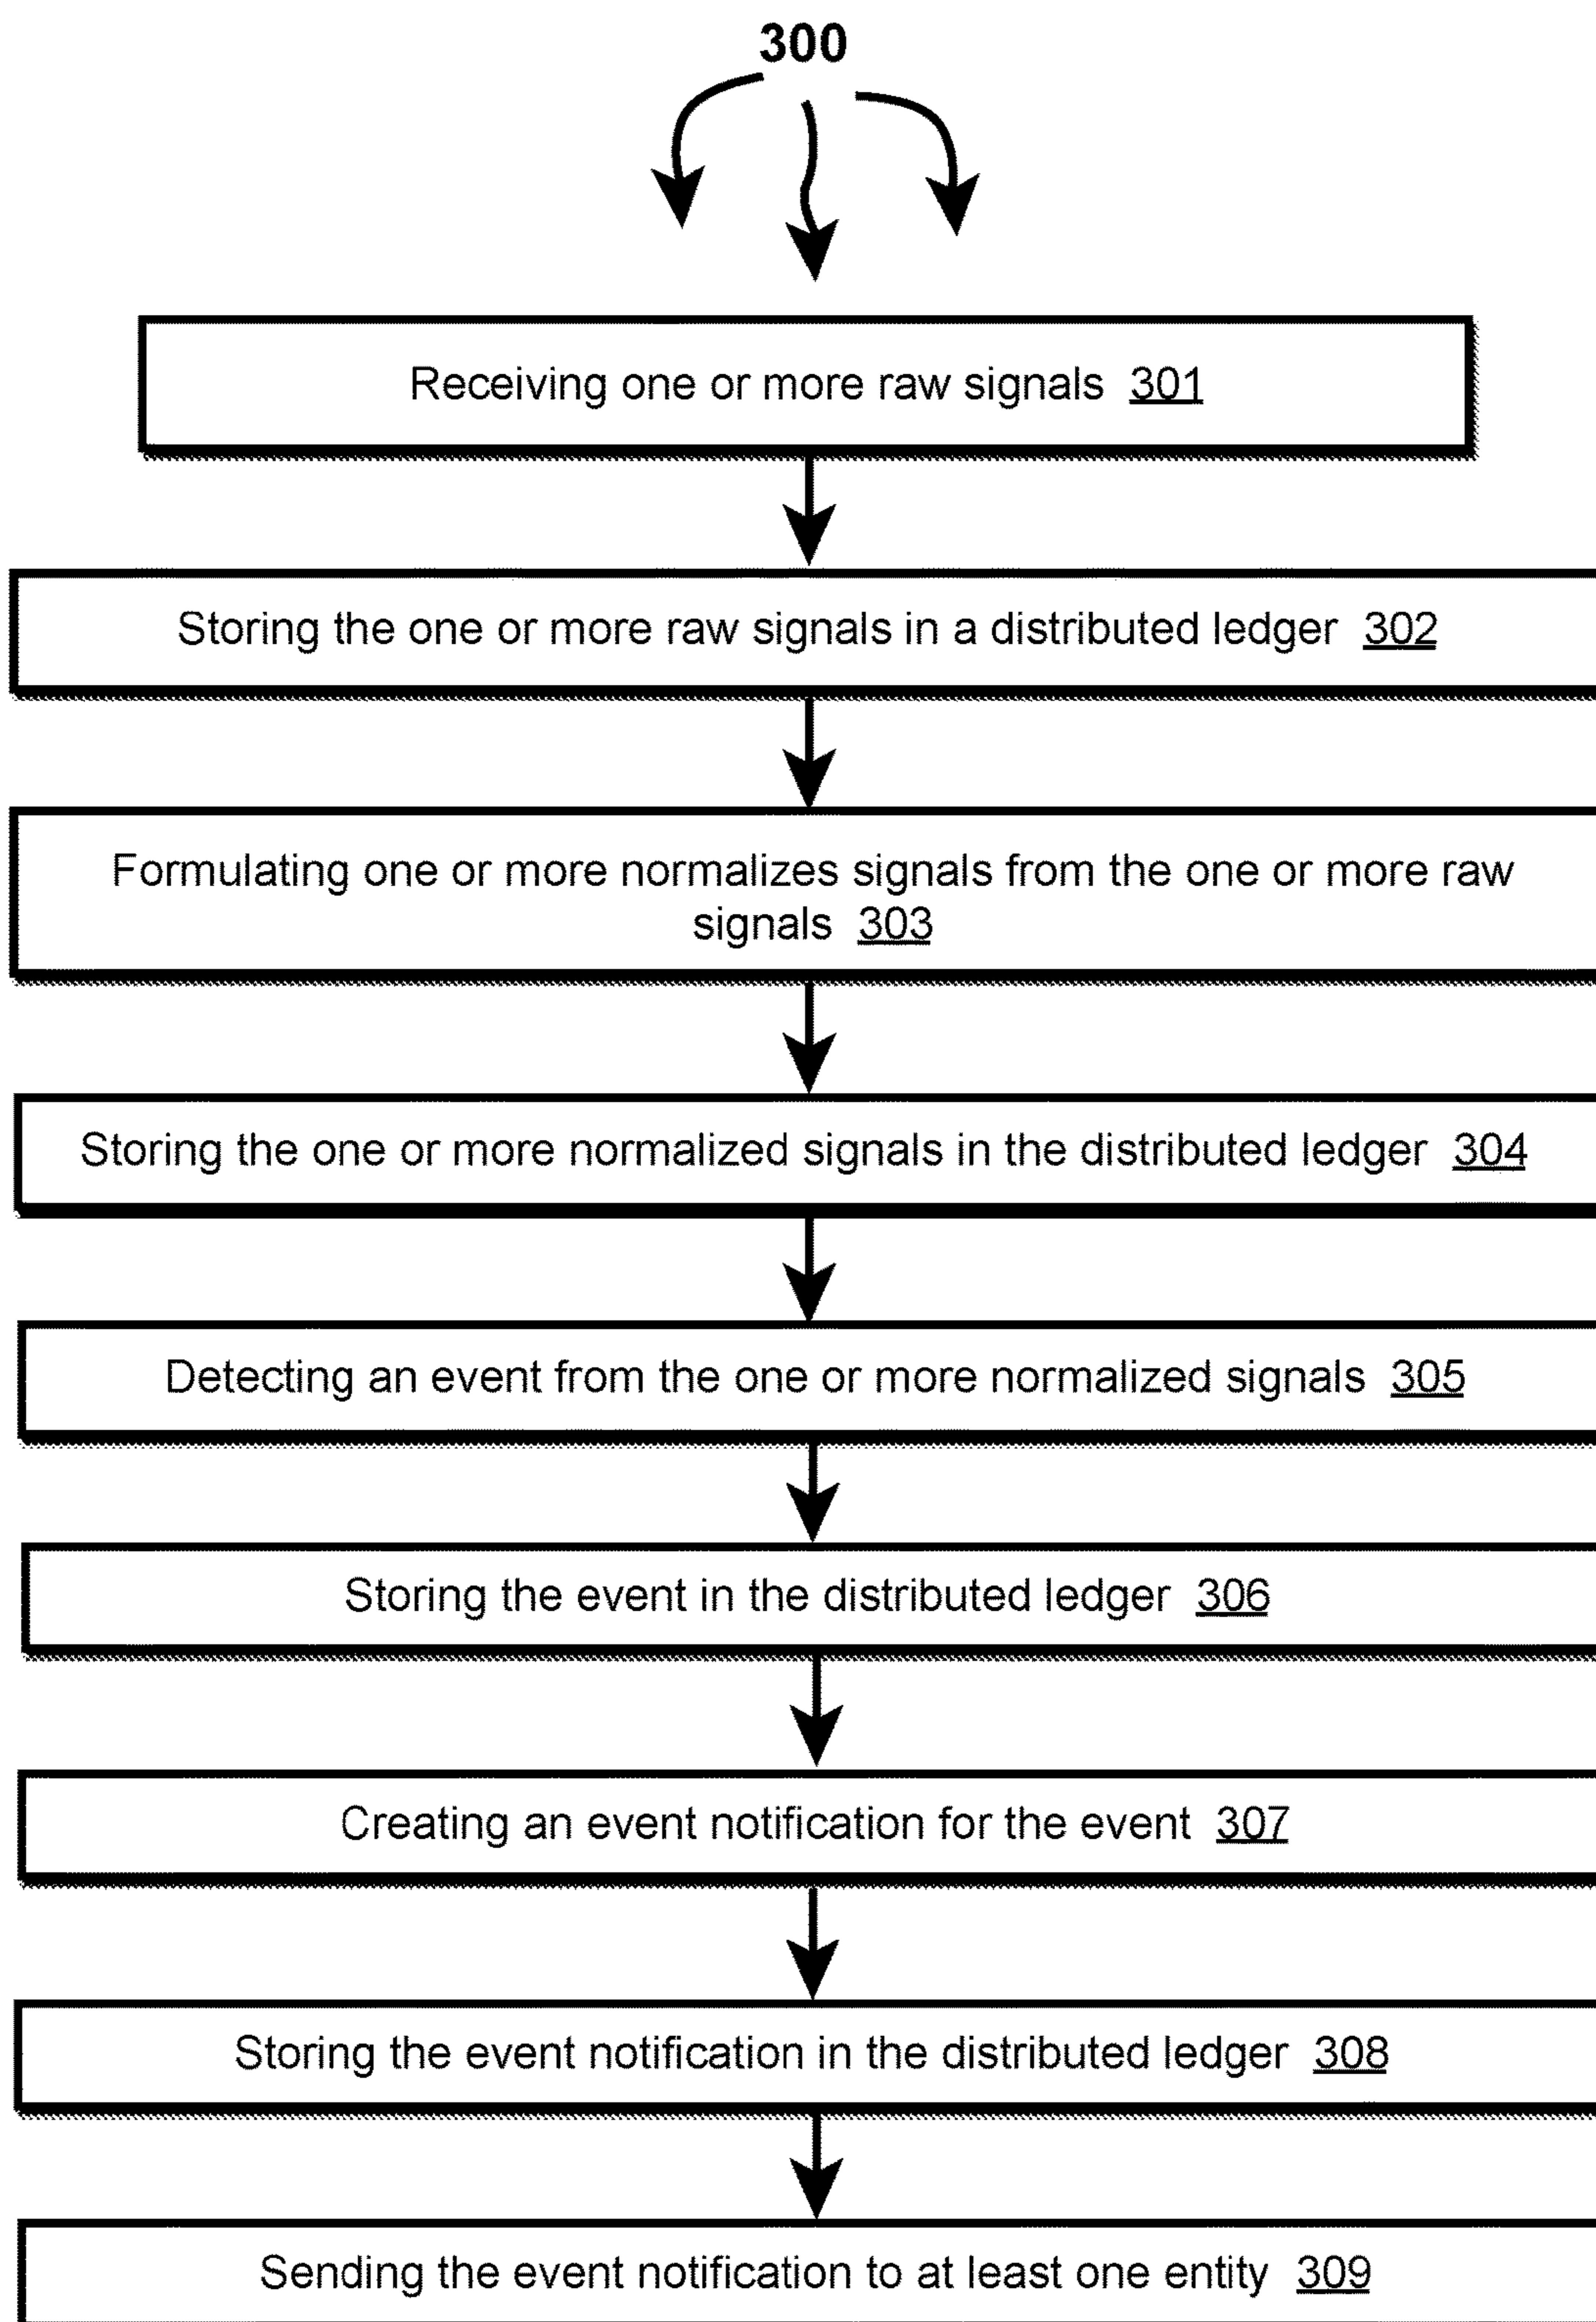 300
Receiving one or more raw signals 301
Storing the one or more raw signals in a distributed ledger 302
Formulating one or more normalizes signals from the one or more raw
signals 303
Storing the one or more normalized signals in the distributed ledger 304
Detecting an event from the one or more normalized signals 305
Storing the event in the distributed ledger 306
Creating an event notification for the event 307
Storing the event notification in the distributed ledger 308
Sending the event notification to at least one entity 309